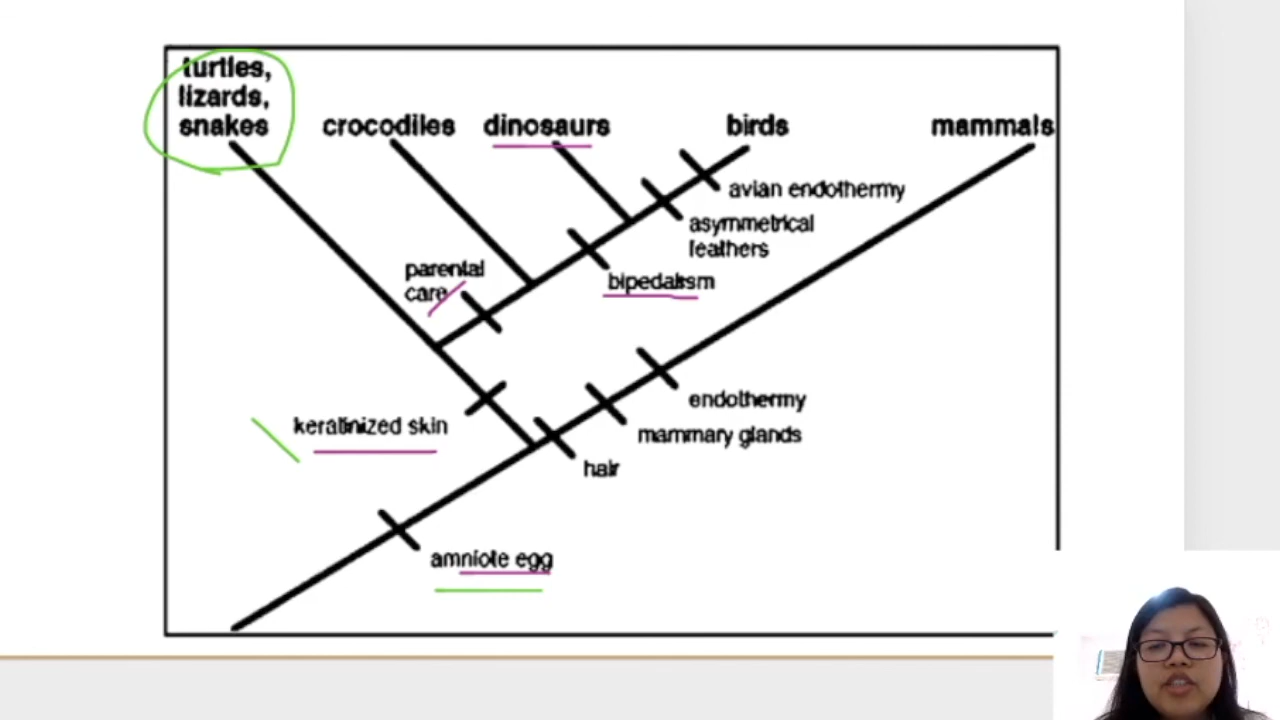 turtles,
lizards,
snakes
crocodiles
dinosaurs
birds
mammals
avian endothermy
asymmetrical
feathers
parental
care
bipedalism
endothermy
keratinized skin
mammary glands
hair
amniote egg